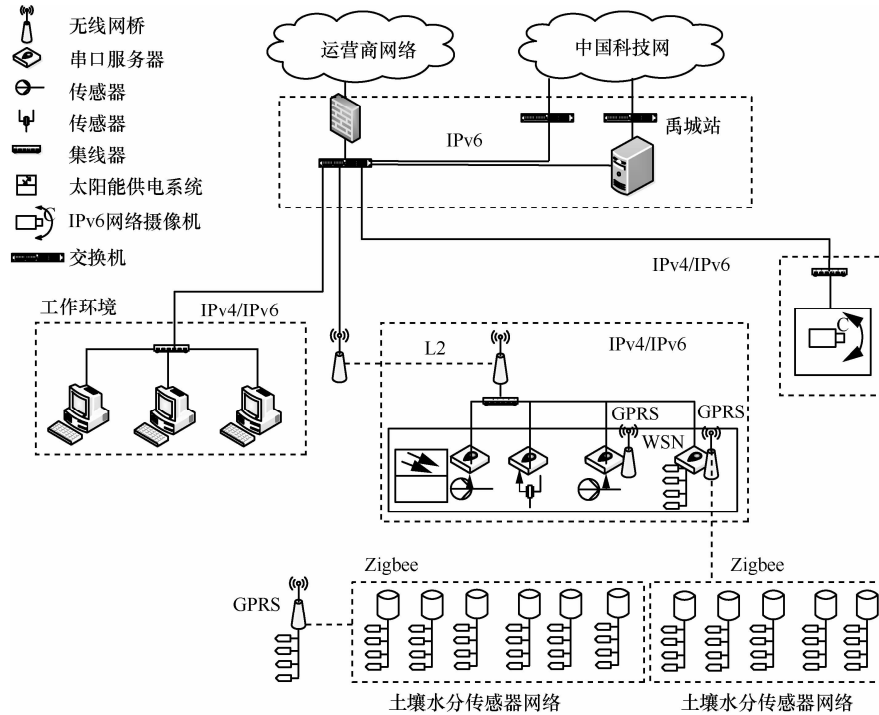 无线网桥
串口服务器
传感器
传感器
集线器
太阳能供电系统
C
IPv6网络摄像机
交换机
运营商网络
中国科技网
IPv6
禹城站
IPv4/IPv6
C
工作环境
IPv4/IPv6
L2
IPv4/IPv6
GPRS
GPRS
WSN
Zigbee
Zigbee
GPRS
土壤水分传感器网络
土壤水分传感器网络